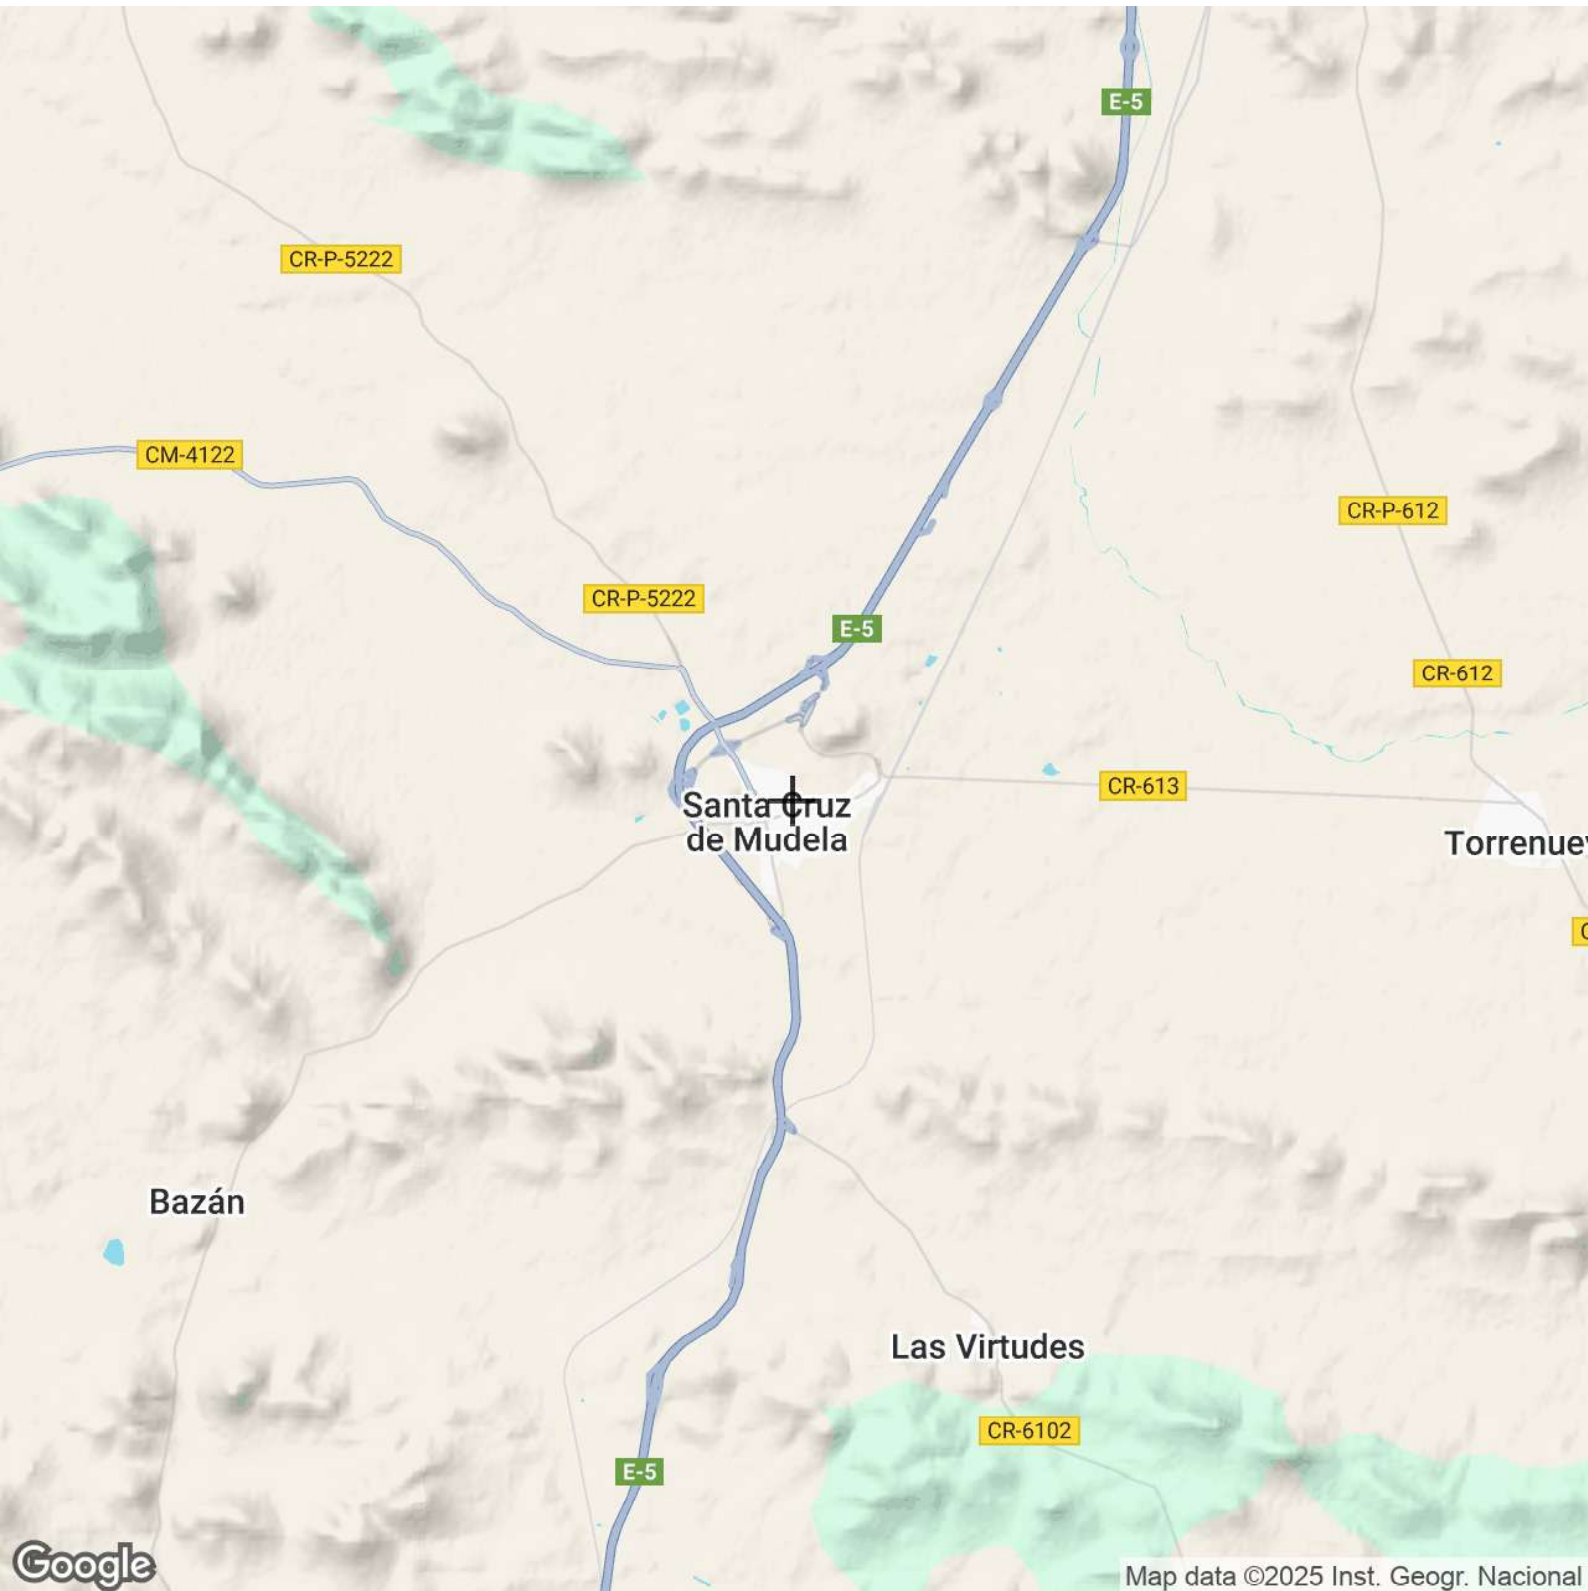 E-5
CR-P-5222
CM-4122
CR-P-612
CR-P-5222
E-5
CR-612
CR-613
Santa Cruz
de Mudela
Torrenuev
C
Bazán
Las Virtudes
CR-6102
E-5
Google
Map data ©2025 Inst. Geogr. Nacional